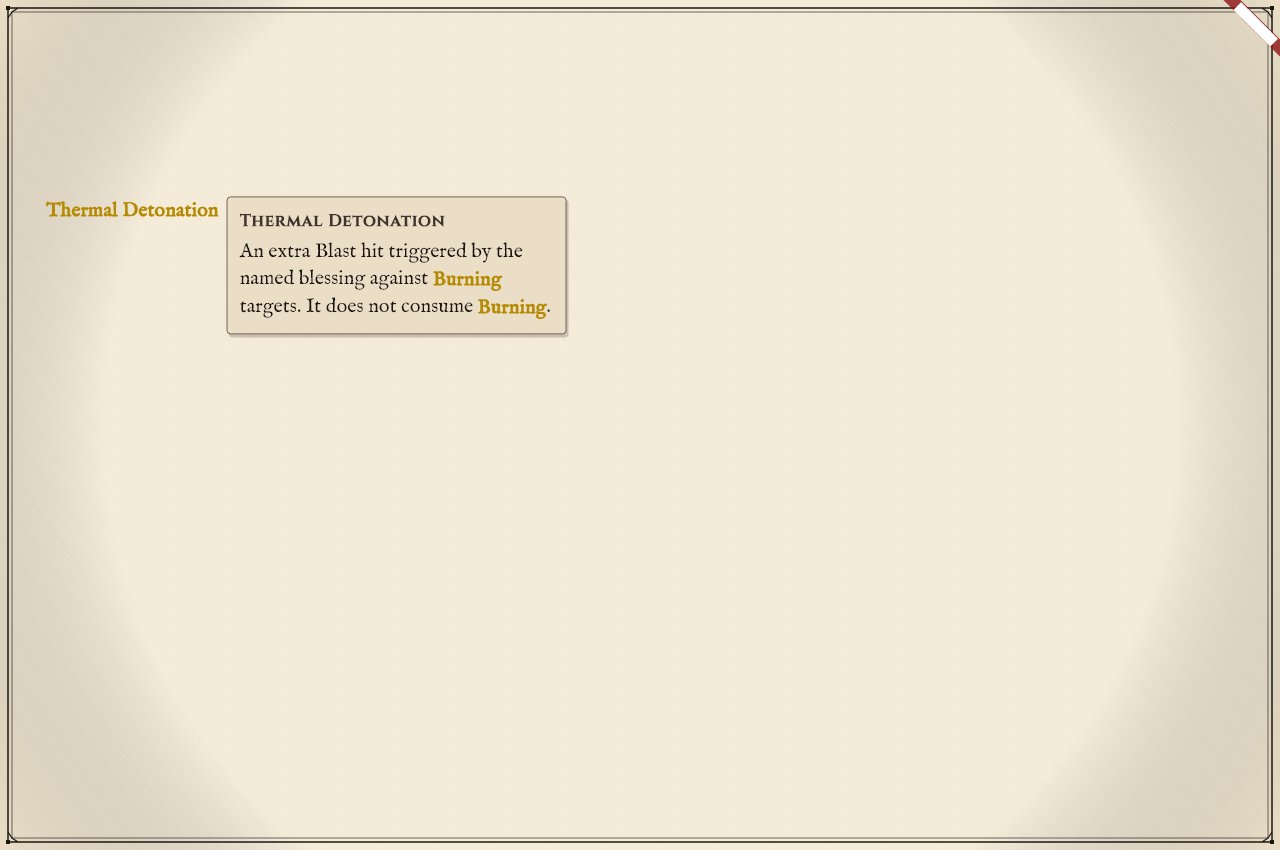 Thermal Detonation
Thermal Detonation
An extra Blast hit triggered by the
named blessing against Burning
targets. It does not consume Burning.